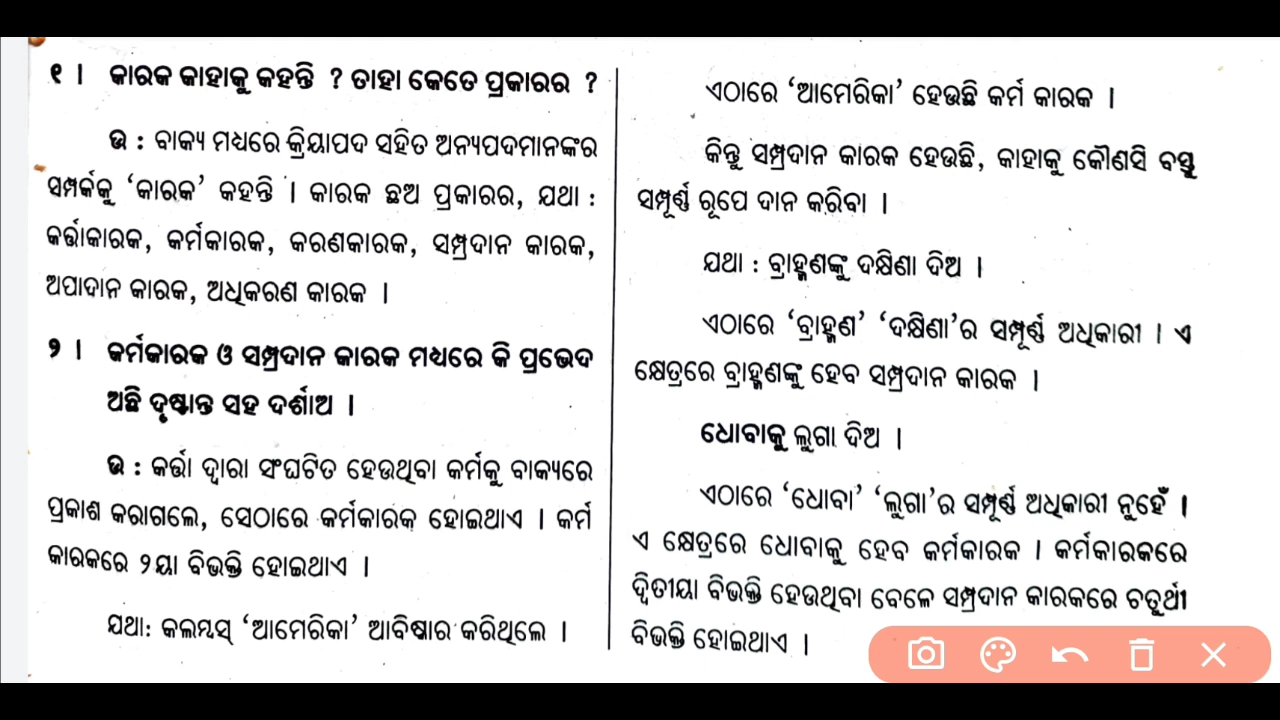 ୧ । କାରକ କାହାକୁ କହନ୍ତି ? ତାହା କେତେ ପ୍ରକାରର ?
ଉ : ବାକ୍ୟ ମଧ୍ୟରେ କ୍ରିୟାପଦ ସହିତ ଅନ୍ୟପଦମାନଙ୍କର
ସମ୍ପର୍କକୁ ‘କାରକ’ କହନ୍ତି । କାରକ ଛଅ ପ୍ରକାରର, ଯଥା :
କର୍ତ୍ତାକାରକ, କର୍ମକାରକ, କରଣକାରକ, ସମ୍ପ୍ରଦାନ କାରକ,
ଅପାଦାନ କାରକ, ଅଧିକରଣ କାରକ ।
୨ । କର୍ମକାରକ ଓ ସମ୍ପ୍ରଦାନ କାରକ ମଧ୍ୟରେ କି ପ୍ରଭେଦ
ଅଛି ଦୃଷ୍ଟାନ୍ତ ସହ ଦର୍ଶାଅ ।
ଉ : କର୍ତ୍ତା ଦ୍ୱାରା ସଂଘଟିତ ହେଉଥିବା କର୍ମକୁ ବାକ୍ୟରେ
ପ୍ରକାଶ କରାଗଲେ, ସେଠାରେ କର୍ମକାରକ ହୋଇଥାଏ । କର୍ମ
କାରକରେ ୨ୟା ବିଭକ୍ତି ହୋଇଥାଏ ।
ଯଥା: କଲମ୍ବସ୍ ‘ଆମେରିକା’ ଆବିଷ୍କାର କରିଥିଲେ ।
ଏଠାରେ ‘ଆମେରିକା’ ହେଉଛି କର୍ମ କାରକ ।
କିନ୍ତୁ ସମ୍ପ୍ରଦାନ କାରକ ହେଉଛି, କାହାକୁ କୌଣସି ବସ୍ତୁ
ସମ୍ପୂର୍ଣ୍ଣ ରୂପେ ଦାନ କରିବା ।
ଯଥା : ବ୍ରାହ୍ମଣଙ୍କୁ ଦକ୍ଷିଣା ଦିଅ ।
ଏଠାରେ ‘ବ୍ରାହ୍ମଣ’ ‘ଦକ୍ଷିଣା’ର ସମ୍ପୂର୍ଣ୍ଣ ଅଧିକାରୀ । ଏ
କ୍ଷେତ୍ରରେ ବ୍ରାହ୍ମଣଙ୍କୁ ହେବ ସମ୍ପ୍ରଦାନ କାରକ ।
ଧୋବାକୁ ଲୁଗା ଦିଅ ।
ଏଠାରେ ‘ଧୋବା’ ‘ଲୁଗା’ର ସମ୍ପୂର୍ଣ୍ଣ ଅଧିକାରୀ ନୁହେଁ ।
ଏ କ୍ଷେତ୍ରରେ ଧୋବାକୁ ହେବ କର୍ମକାରକ । କର୍ମକାରକରେ
ଦ୍ୱିତୀୟା ବିଭକ୍ତି ହେଉଥିବା ବେଳେ ସମ୍ପ୍ରଦାନ କାରକରେ ଚତୁର୍ଥୀ
ବିଭକ୍ତି ହୋଇଥାଏ ।